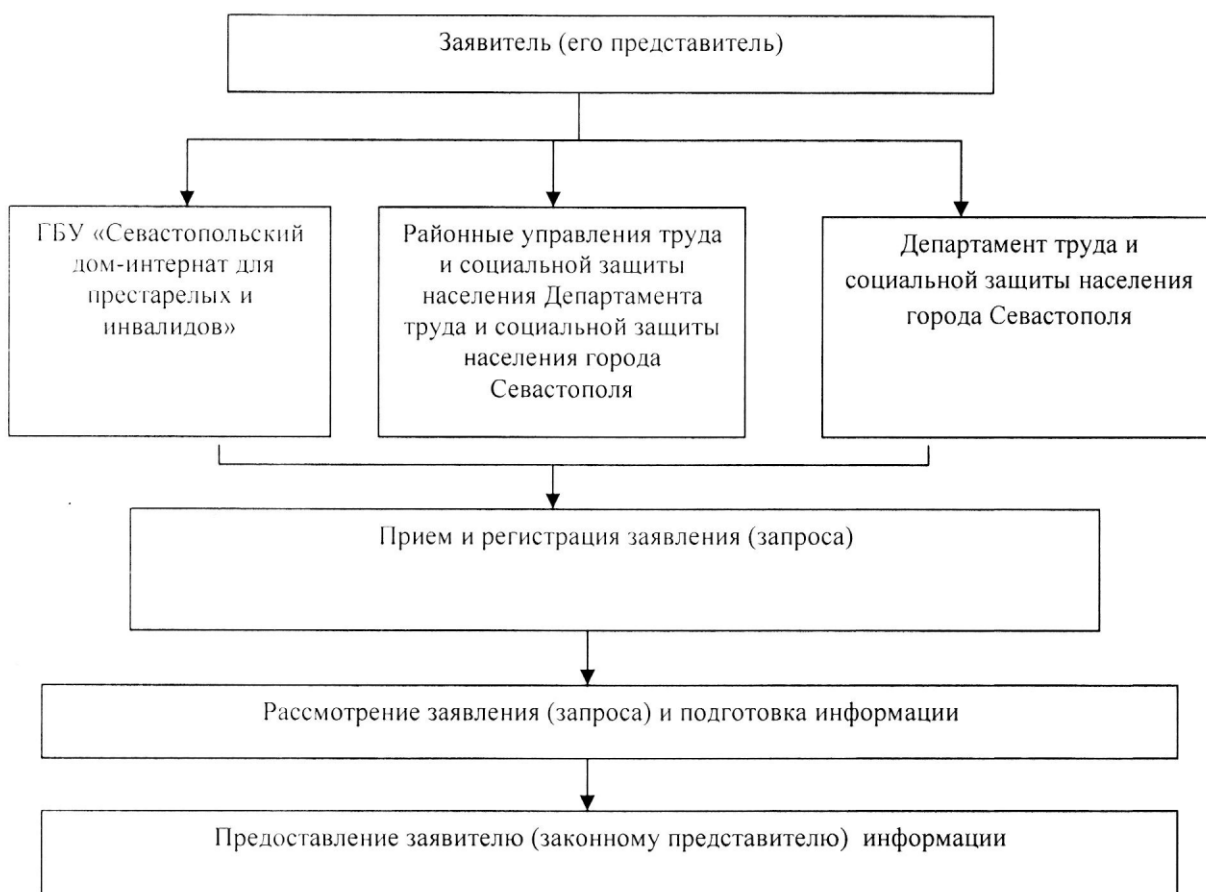 Заявитель (его представитель)
ГБУ «Севастопольский
дом-интернат для
престарелых и
инвалидов»
Районные управления труда
и социальной защиты
населения Департамента
труда и социальной защиты
населения города
Севастополя
Департамент труда и
социальной защиты населения
города Севастополя
Прием и регистрация заявления (запроса)
Рассмотрение заявления (запроса) и подготовка информации
Предоставление заявителю (законному представителю) информации